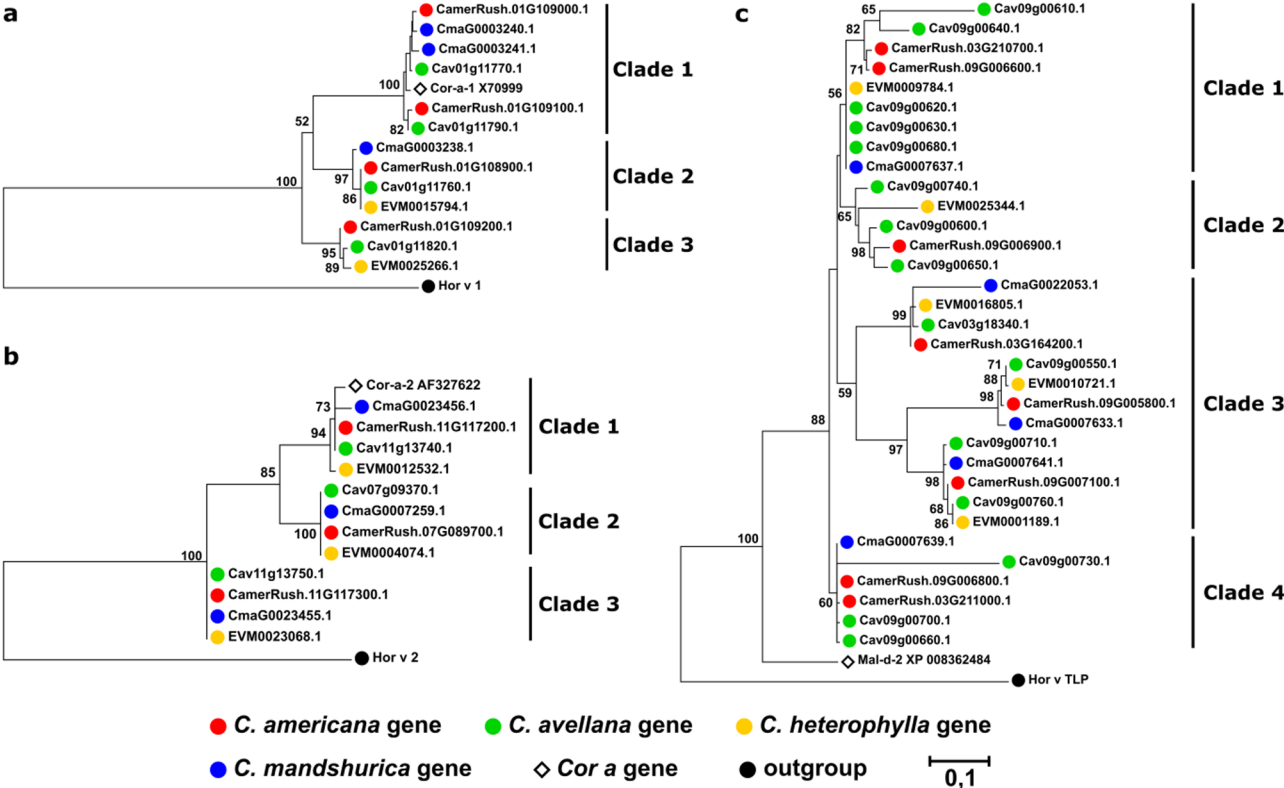 a
CamerRush.01G109000.1
CmaG0003240.1
CmaG0003241.1
Cav01g11770.1
100
Cor-a-1 X70999
CamerRush.01G109100.1
82
Cav01g11790.1
Clade 1
52
CmaG0003238.1
97
CamerRush.01G108900.1
86
Cav01g11760.1
EVM0015794.1
Clade 2
100
CamerRush.01G109200.1
95
Cav01g11820.1
89
EVM0025266.1
Clade 3
Hor v 1
b
Cor-a-2 AF327622
73
CmaG0023456.1
94
CamerRush.11G117200.1
Cav11g13740.1
EVM0012532.1
Clade 1
85
Cav07g09370.1
CmaG0007259.1
100
CamerRush.07G089700.1
EVM0004074.1
Clade 2
100
Cav11g13750.1
CamerRush.11G117300.1
CmaG0023455.1
EVM0023068.1
Clade 3
Hor v 2
c
65
Cav09g00610.1
82
Cav09g00640.1
CamerRush.03G210700.1
71
CamerRush.09G006600.1
56
EVM0009784.1
Cav09g00620.1
Cav09g00630.1
Cav09g00680.1
CmaG0007637.1
Clade 1
Cav09g00740.1
65
EVM0025344.1
Cav09g00600.1
98
CamerRush.09G006900.1
Cav09g00650.1
Clade 2
CmaG0022053.1
99
EVM0016805.1
Cav03g18340.1
CamerRush.03G164200.1
59
71
Cav09g00550.1
88
EVM0010721.1
98
CamerRush.09G005800.1
CmaG0007633.1
97
Cav09g00710.1
98
CmaG0007641.1
CamerRush.09G007100.1
68
Cav09g00760.1
86
EVM0001189.1
Clade 3
88
100
CmaG0007639.1
Cav09g00730.1
CamerRush.09G006800.1
60
CamerRush.03G211000.1
Cav09g00700.1
Cav09g00660.1
Clade 4
Mal-d-2 XP 008362484
Hor v TLP
C. americana gene
C. avellana gene
C. heterophylla gene
C. mandshurica gene
Cor a gene
outgroup
0,1